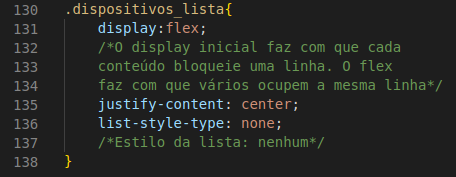 130 .dispositivos_lista{
131 display:flex;
132 /*O display inicial faz com que cada
133 conteúdo bloqueie uma linha. O flex
134 faz com que vários ocupem a mesma linha*/
135 justify-content: center;
136 list-style-type: none;
137 /*Estilo da lista: nenhum*/
138 }